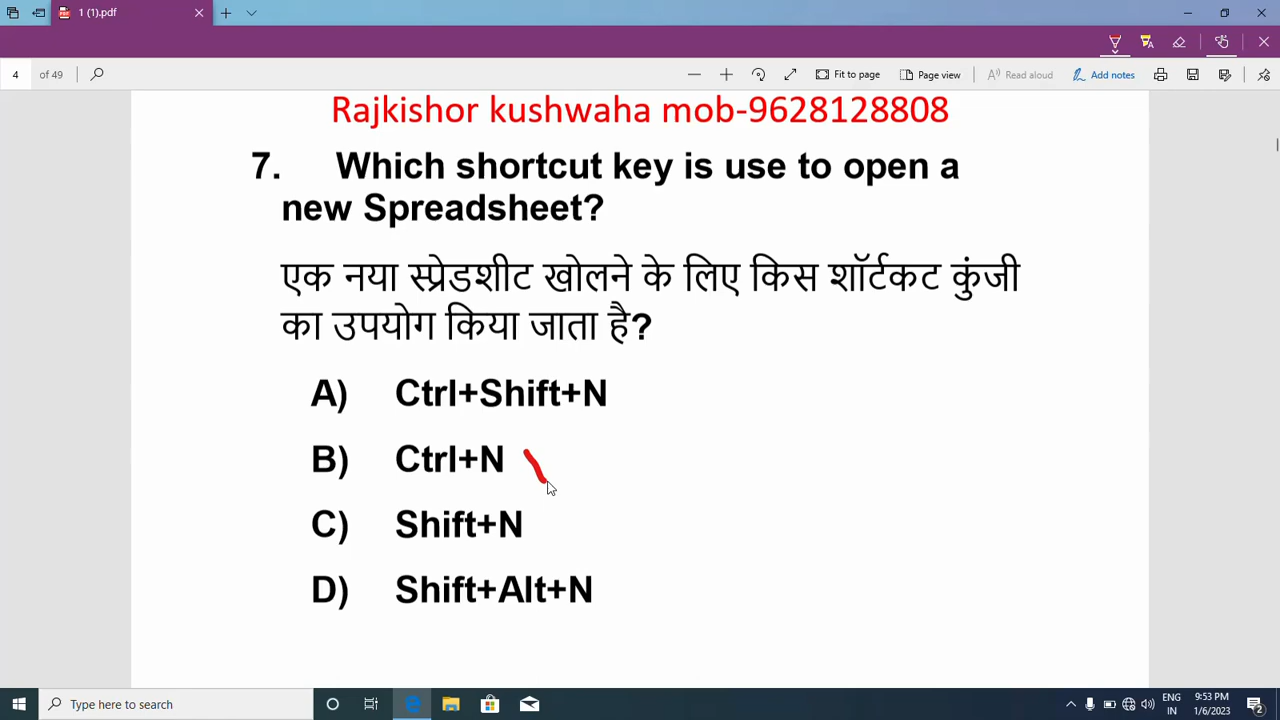 1 (1).pdf
4 of 49
Fit to page
Page view
Read aloud
Add notes
Rajkishor kushwaha mob-9628128808
7. Which shortcut key is use to open a
new Spreadsheet?
एक नया स्प्रेडशीट खोलने के लिए किस शॉर्टकट कुंजी
का उपयोग किया जाता है?
A) Ctrl+Shift+N
B) Ctrl+N
C) Shift+N
D) Shift+Alt+N
Type here to search
ENG
IN
9:53 PM
1/6/2023
2